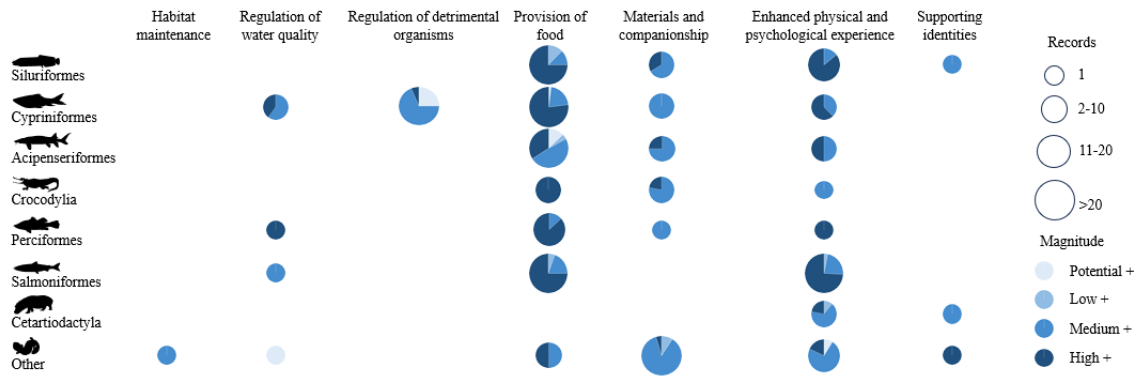 Habitat
maintenance
Regulation of
water quality
Regulation of detrimental
organisms
Provision of
food
Materials and
companionship
Enhanced physical and
psychological experience
Supporting
identities
Siluriformes
Cypriniformes
Acipenseriformes
Crocodylia
Perciformes
Salmoniformes
Cetartiodactyla
Other
Records
1
2-10
11-20
>20
Magnitude
Potential +
Low +
Medium +
High +